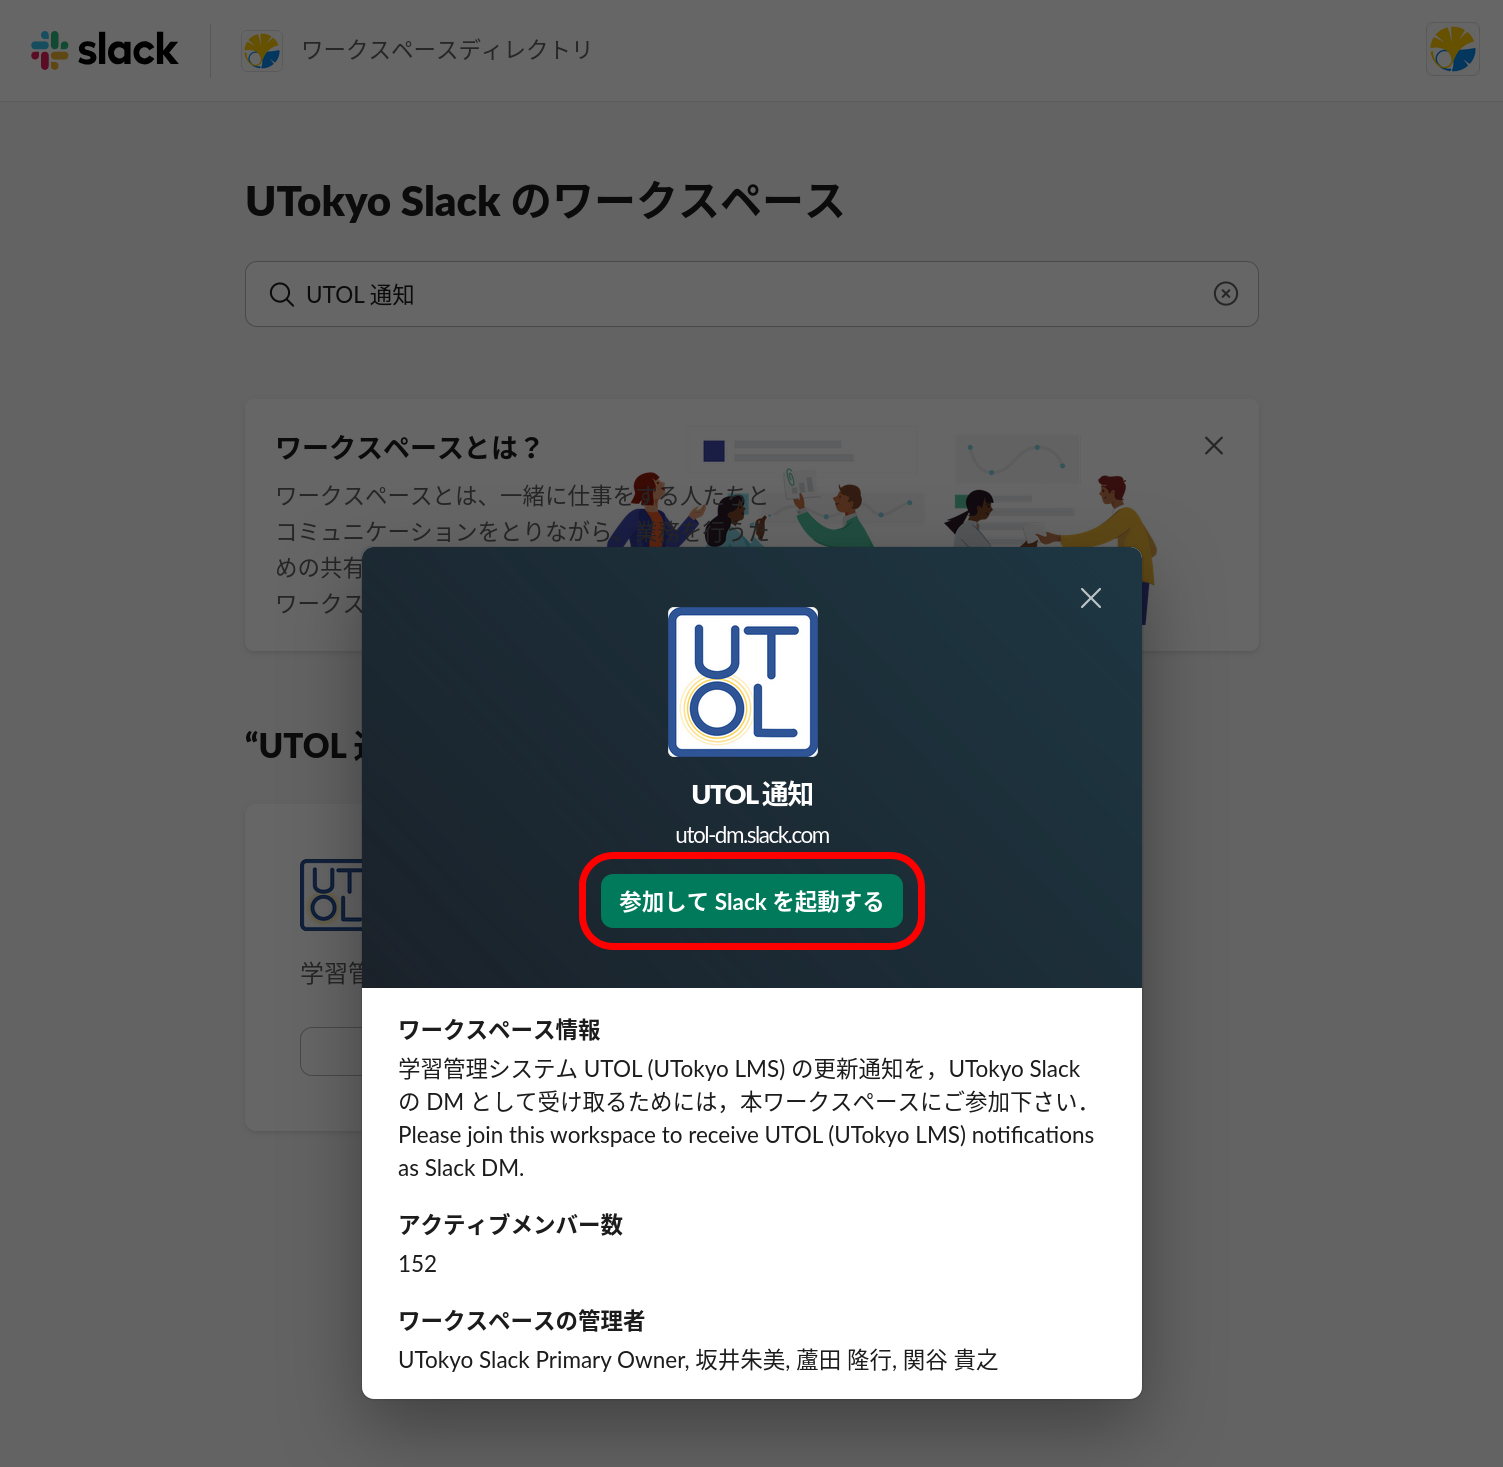 slack
ワークスペースディレクトリ
UTokyo Slack のワークスペース
UTOL 通知
ワークスペースとは？
ワークスペースとは、一緒に仕事をする人たちと
コミュニケーションをとりながら、業務を行うた
めの共有
ワークス
UT
OL
UTOL 通知
utol-dm.slack.com
参加して Slack を起動する
“UTOL
UT
OL
学習管
ワークスペース情報
学習管理システム UTOL (UTokyo LMS) の更新通知を，UTokyo Slack
の DM として受け取るためには，本ワークスペースにご参加下さい．
Please join this workspace to receive UTOL (UTokyo LMS) notifications
as Slack DM.
アクティブメンバー数
152
ワークスペースの管理者
UTokyo Slack Primary Owner, 坂井朱美, 蘆田 隆行, 関谷 貴之